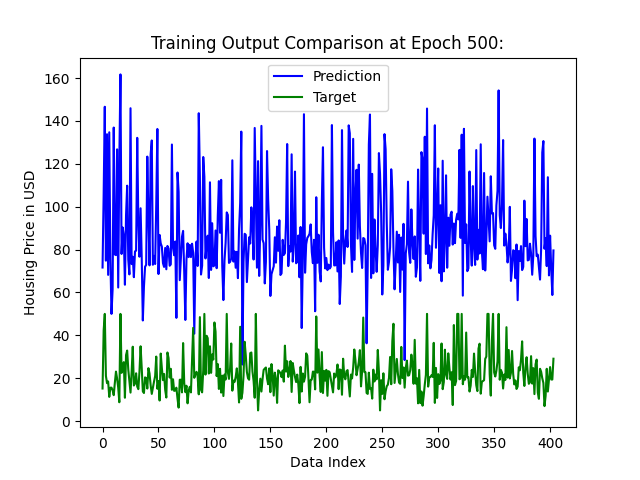 Training Output Comparison at Epoch 500:
Prediction
Target
Housing Price in USD
160
140
120
100
80
60
40
20
0
0 50 100 150 200 250 300 350 400
Data Index